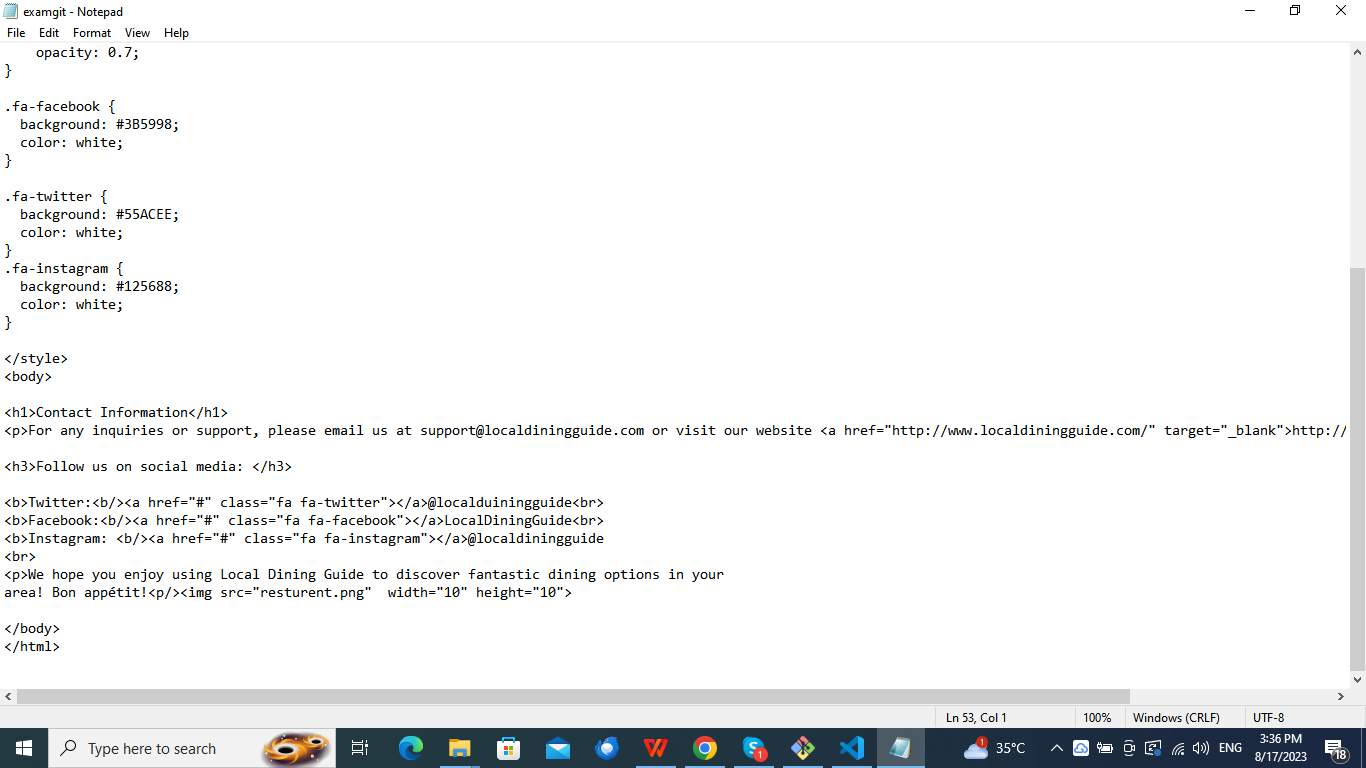 examgit - Notepad
File Edit Format View Help
    opacity: 0.7;
}

.fa-facebook {
  background: #3B5998;
  color: white;
}

.fa-twitter {
  background: #55ACEE;
  color: white;
}
.fa-instagram {
  background: #125688;
  color: white;
}

</style>
<body>

<h1>Contact Information</h1>
<p>For any inquiries or support, please email us at support@localdiningguide.com or visit our website <a href="http://www.localdiningguide.com/" target="_blank">http://

<h3>Follow us on social media: </h3>

<b>Twitter:<b/><a href="#" class="fa fa-twitter"></a>@localduiningguide<br>
<b>Facebook:<b/><a href="#" class="fa fa-facebook"></a>LocalDiningGuide<br>
<b>Instagram: <b/><a href="#" class="fa fa-instagram"></a>@localdiningguide
<br>
<p>We hope you enjoy using Local Dining Guide to discover fantastic dining options in your
area! Bon appétit!<p/><img src="resturent.png"  width="10" height="10">

</body>
</html>
Ln 53, Col 1 100% Windows (CRLF) UTF-8
Type here to search
1
1
35°C
ENG
3:36 PM
8/17/2023
18